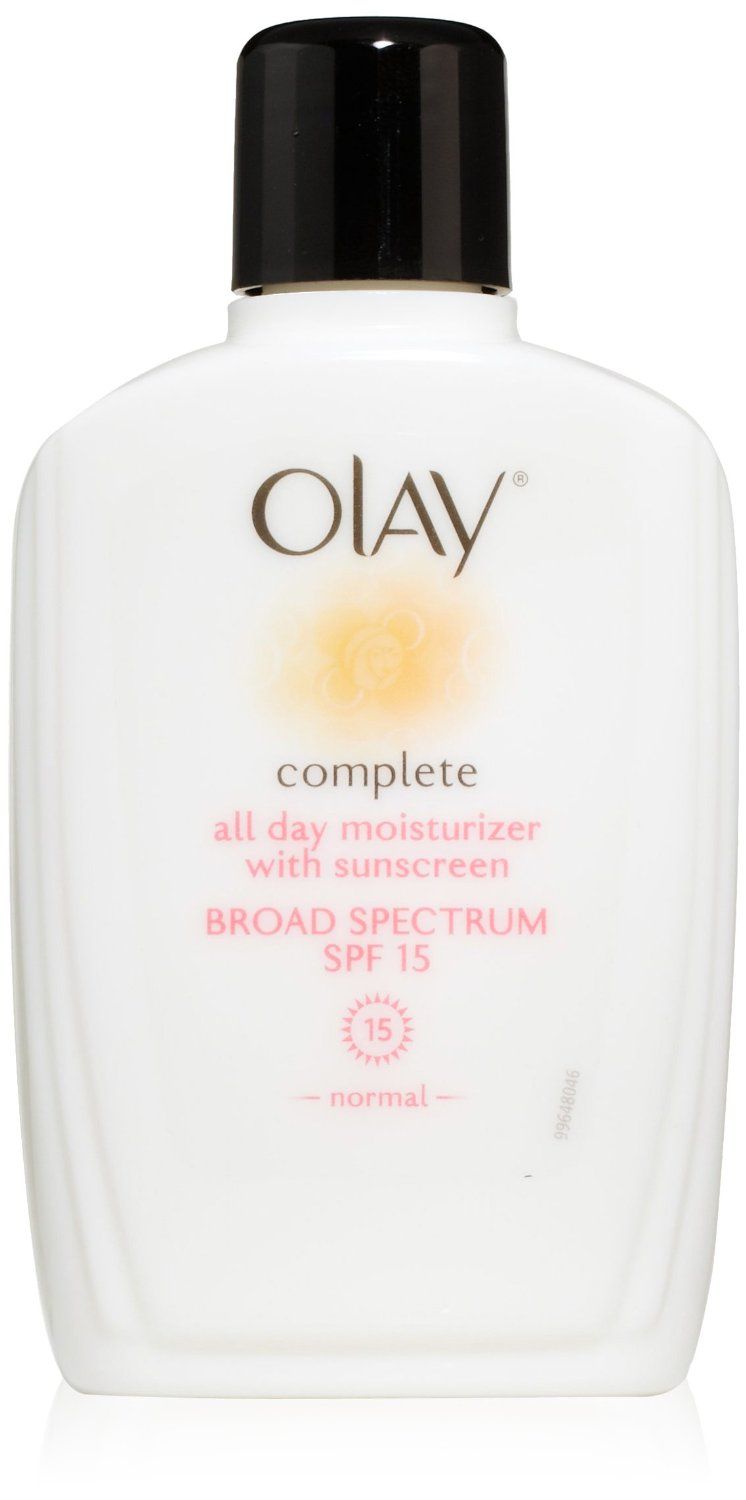 OLAY®
complete
all day moisturizer
with sunscreen
BROAD SPECTRUM
SPF 15
15
– normal –
99648046